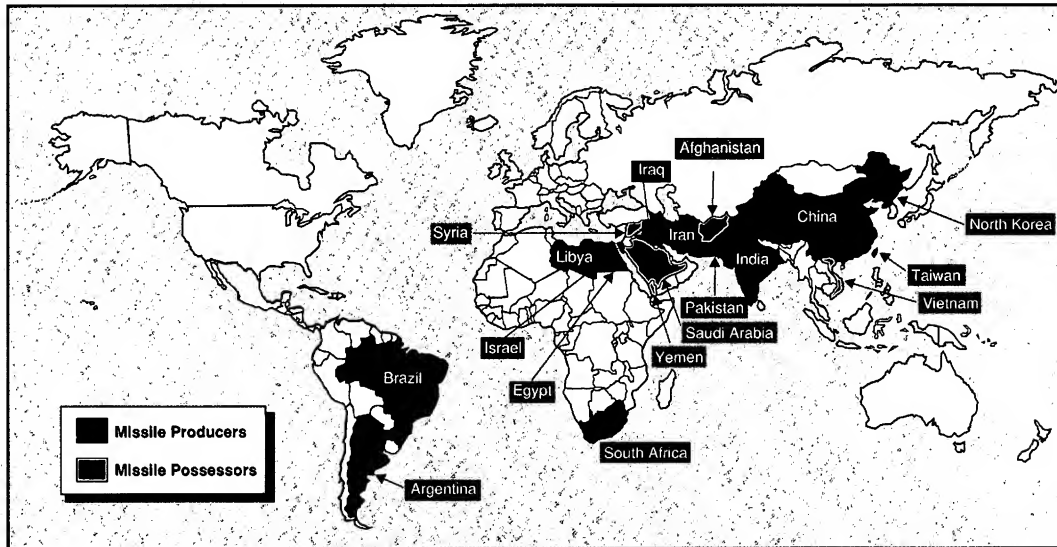 Afghanistan
Iraq
China
North Korea
Syria
Iran
Libya
India
Taiwan
Pakistan
Vietnam
Saudi Arabia
Israel
Yemen
Brazil
Egypt
Missile Producers
South Africa
Missile Possessors
Argentina